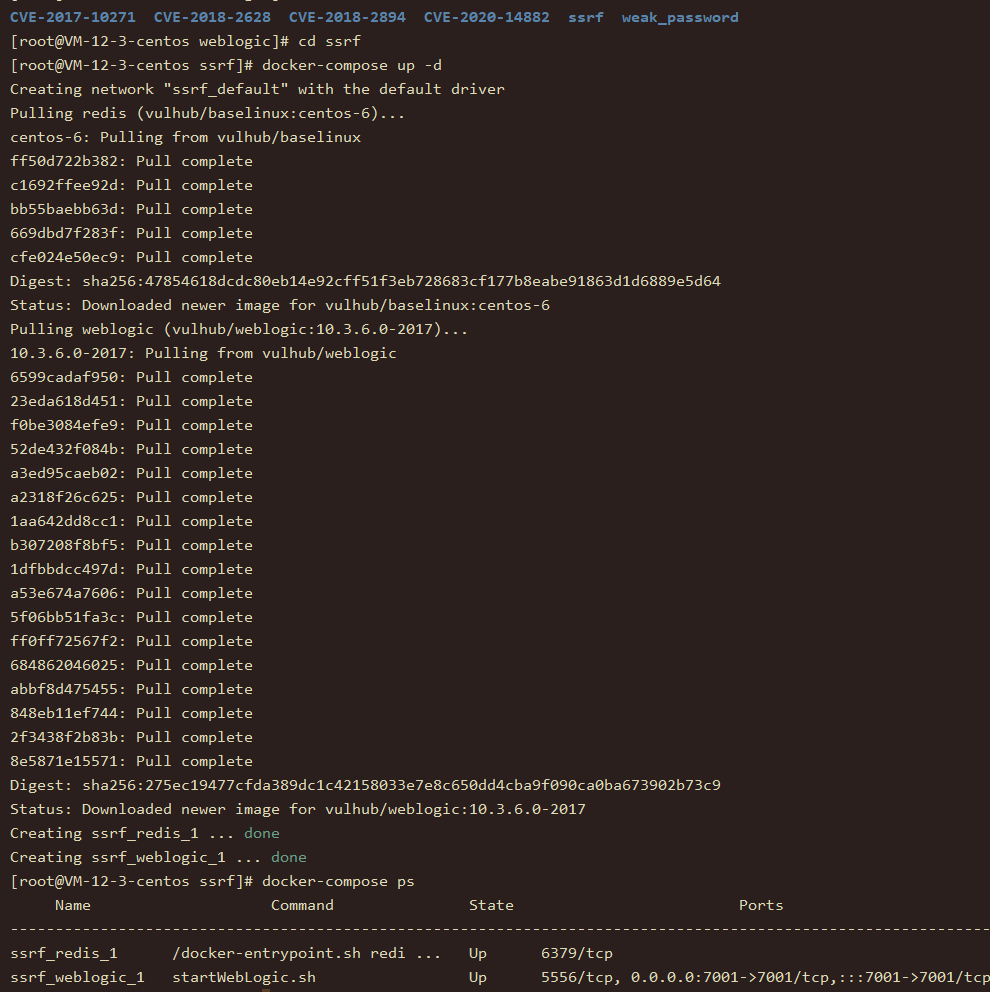 CVE-2017-10271  CVE-2018-2628  CVE-2018-2894  CVE-2020-14882  ssrf  weak_password
[root@VM-12-3-centos weblogic]# cd ssrf
[root@VM-12-3-centos ssrf]# docker-compose up -d
Creating network "ssrf_default" with the default driver
Pulling redis (vulhub/baselinux:centos-6)...
centos-6: Pulling from vulhub/baselinux
ff50d722b382: Pull complete
c1692ffee92d: Pull complete
bb55baebb63d: Pull complete
669dbd7f283f: Pull complete
cfe024e50ec9: Pull complete
Digest: sha256:47854618dcdc80eb14e92cff51f3eb728683cf177b8eabe91863d1d6889e5d64
Status: Downloaded newer image for vulhub/baselinux:centos-6
Pulling weblogic (vulhub/weblogic:10.3.6.0-2017)...
10.3.6.0-2017: Pulling from vulhub/weblogic
6599cadaf950: Pull complete
23eda618d451: Pull complete
f0be3084efe9: Pull complete
52de432f084b: Pull complete
a3ed95caeb02: Pull complete
a2318f26c625: Pull complete
1aa642dd8cc1: Pull complete
b307208f8bf5: Pull complete
1dfbbdcc497d: Pull complete
a53e674a7606: Pull complete
5f06bb51fa3c: Pull complete
ff0ff72567f2: Pull complete
684862046025: Pull complete
abbf8d475455: Pull complete
848eb11ef744: Pull complete
2f3438f2b83b: Pull complete
8e5871e15571: Pull complete
Digest: sha256:275ec19477cfda389dc1c42158033e7e8c650dd4cba9f090ca0ba673902b73c9
Status: Downloaded newer image for vulhub/weblogic:10.3.6.0-2017
Creating ssrf_redis_1 ... done
Creating ssrf_weblogic_1 ... done
[root@VM-12-3-centos ssrf]# docker-compose ps
Name Command State Ports
--------------------------------------------------------------------------------------------------------------
ssrf_redis_1 /docker-entrypoint.sh redi ... Up 6379/tcp
ssrf_weblogic_1 startWebLogic.sh Up 5556/tcp, 0.0.0.0:7001->7001/tcp,:::7001->7001/tcp